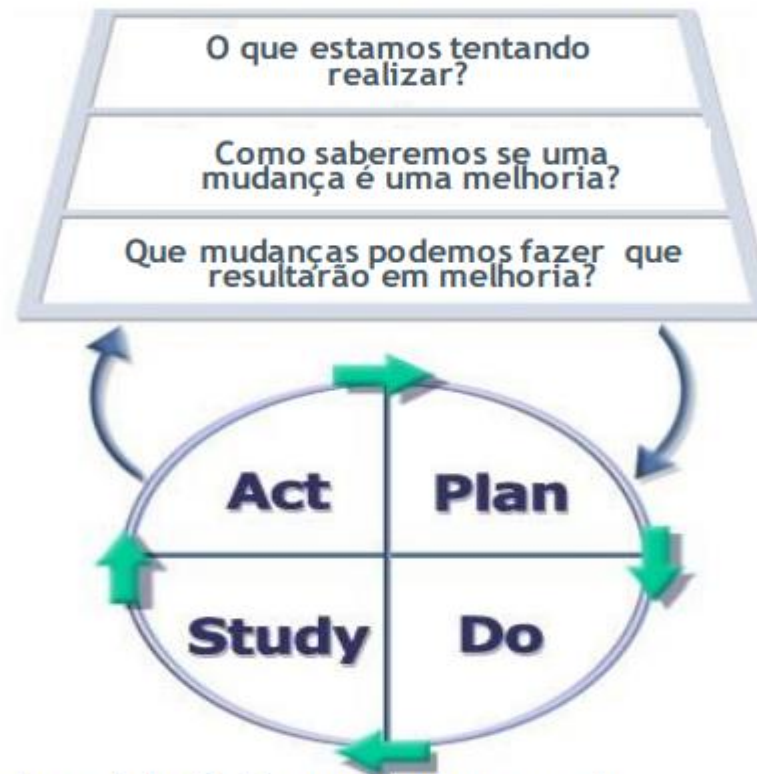 O que estamos tentando
realizar?
Como saberemos se uma
mudança é uma melhoria?
Que mudanças podemos fazer que
resultarão em melhoria?
Act
Plan
Study
Do